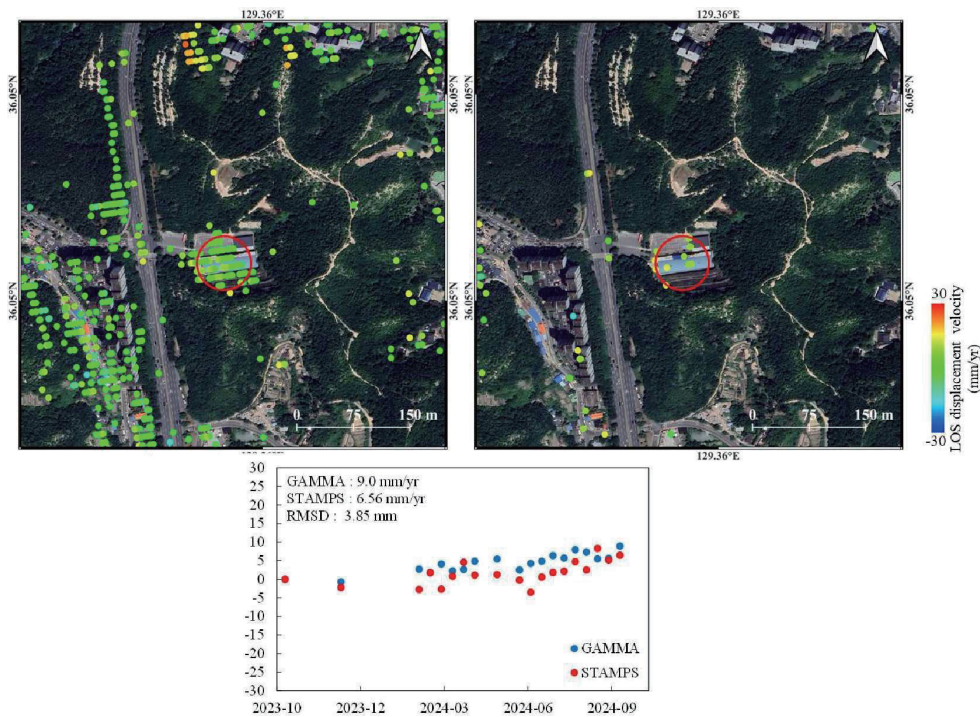 129.36°E
129.36°E
36.05°N
36.05°N
36.05°N
36.05°N
36.05°N
36.05°N
0 75 150 m
0 75 150 m
129.36°E
129.36°E
30
-30
LOS displacement velocity
(mm/yr)
GAMMA : 9.0 mm/yr
STAMPS : 6.56 mm/yr
RMSD : 3.85 mm
30
25
20
15
10
5
0
-5
-10
-15
-20
-25
-30
GAMMA
STAMPS
2023-10 2023-12 2024-03 2024-06 2024-09